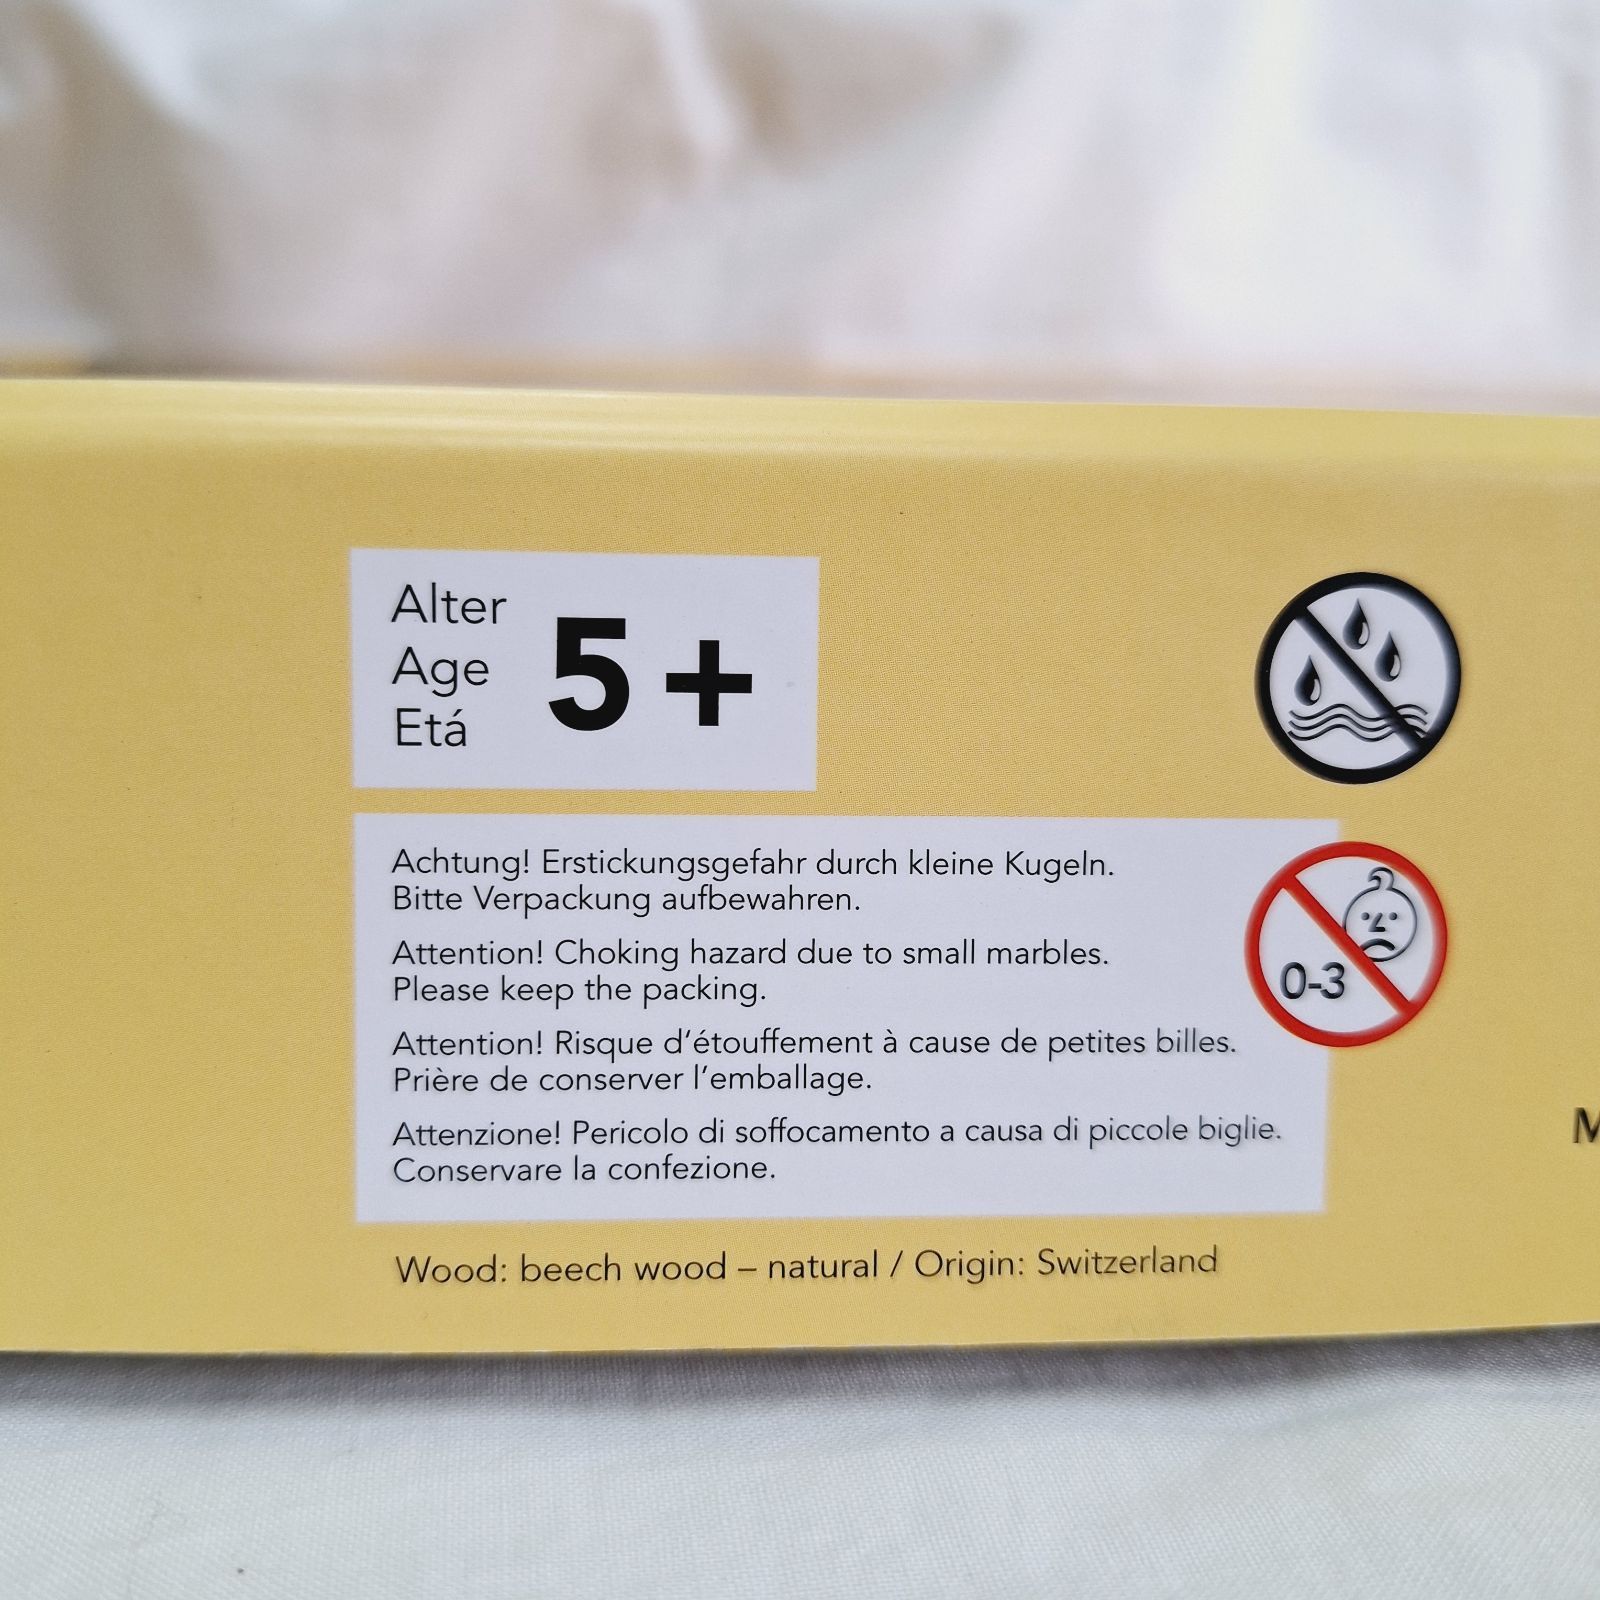 Alter
Age
Etá
5+
Achtung! Erstickungsgefahr durch kleine Kugeln.
Bitte Verpackung aufbewahren.
Attention! Choking hazard due to small marbles.
Please keep the packing.
Attention! Risque d’étouffement à cause de petites billes.
Prière de conserver l’emballage.
Attenzione! Pericolo di soffocamento a causa di piccole biglie.
Conservare la confezione.
0-3
Wood: beech wood – natural / Origin: Switzerland